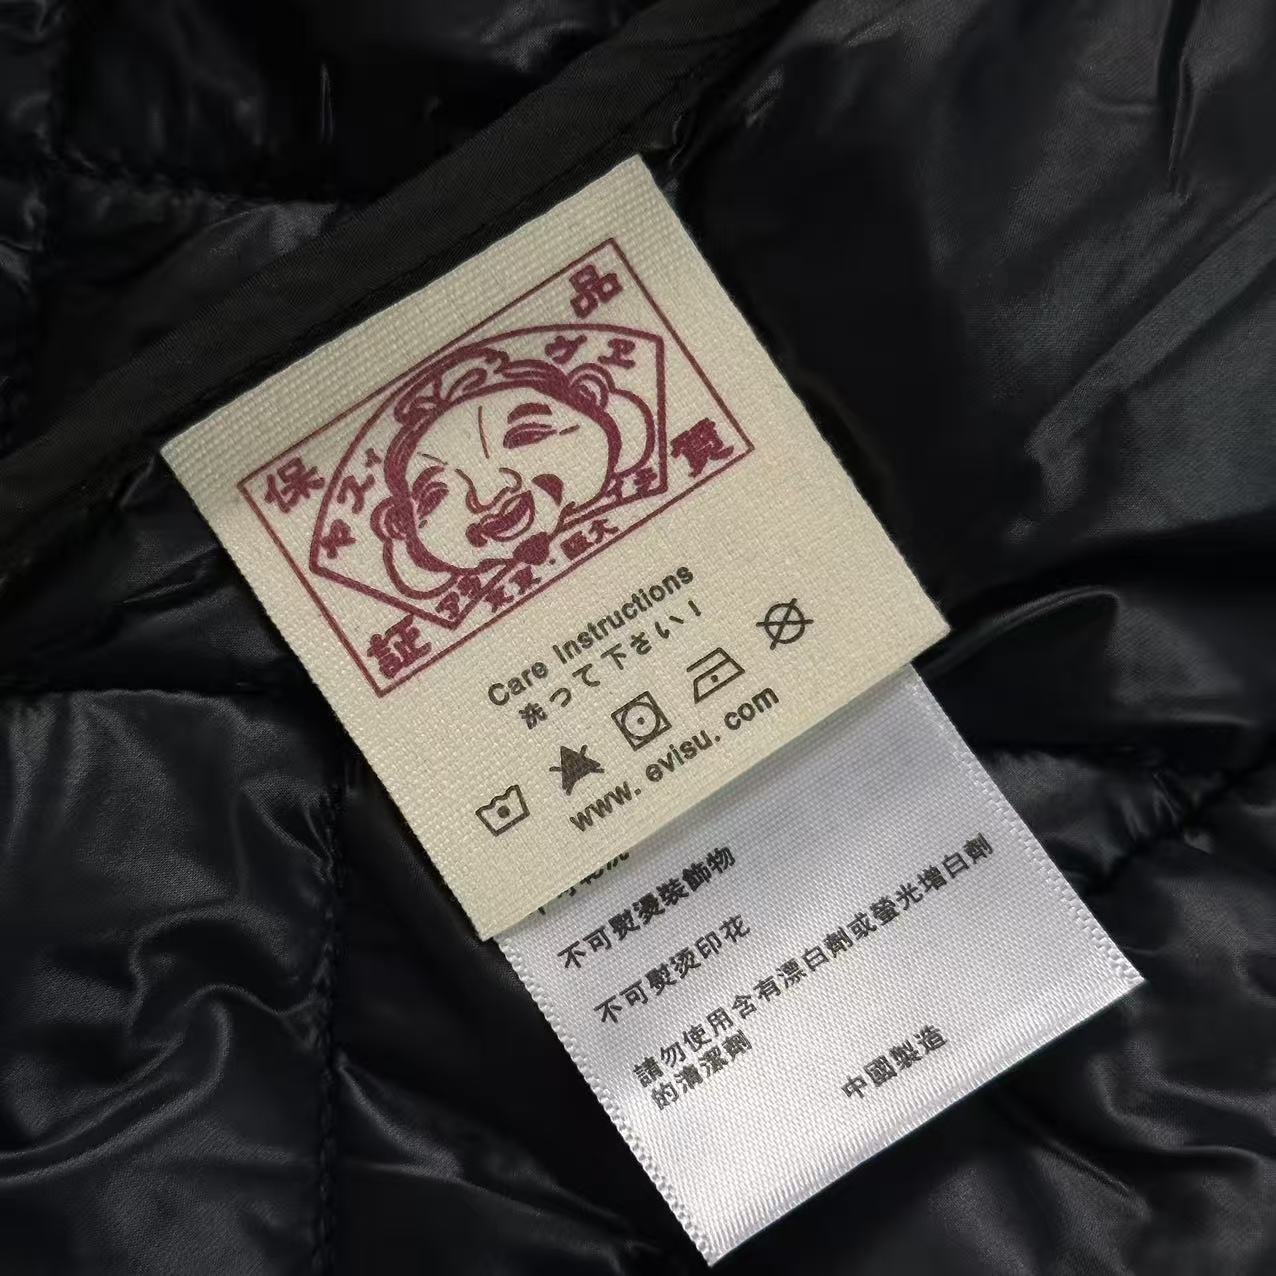 保 品
証 質
Care Instructions
洗って下さい！
www.evisu.com
不可熨燙裝飾物
不可熨燙印花
請勿使用含有漂白劑或螢光增白劑
的清潔劑
中國製造